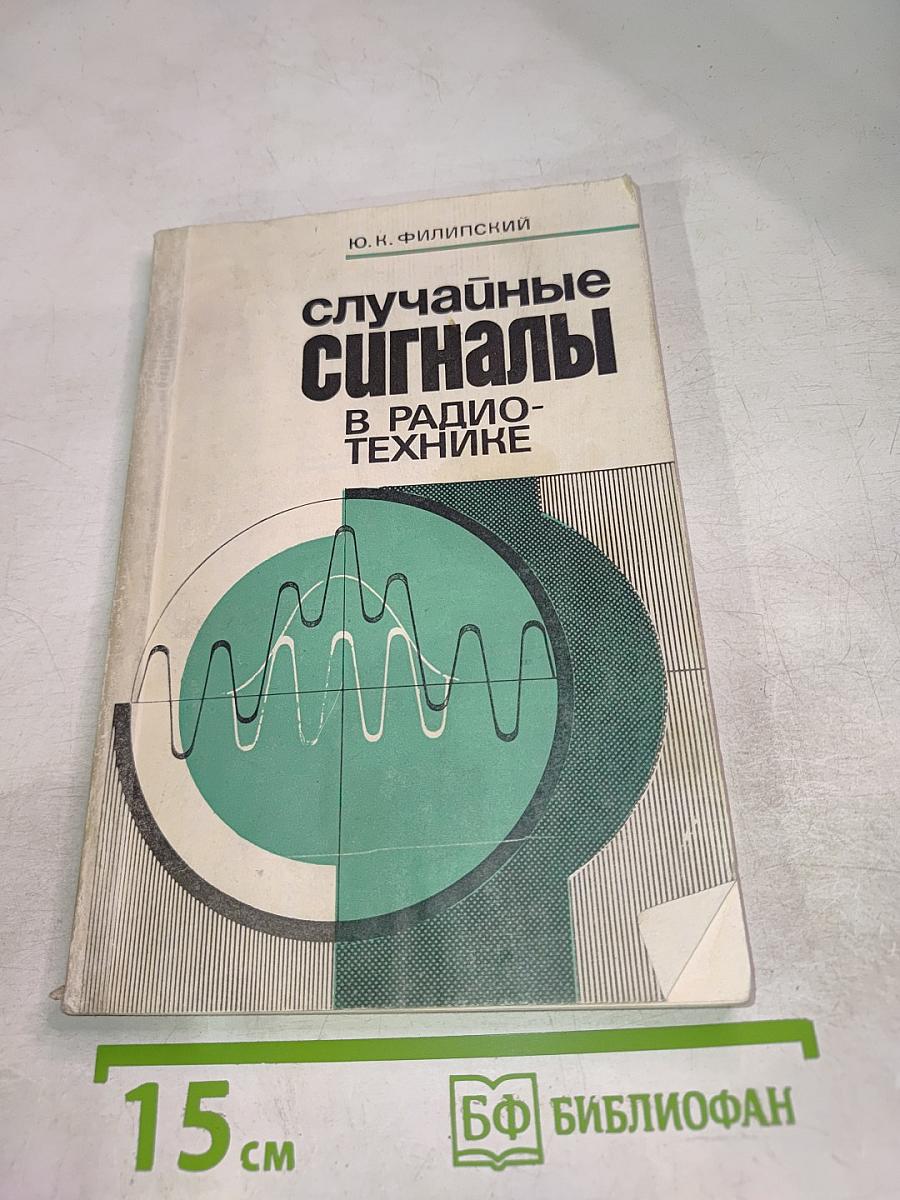 Ю.К. ФИЛИПСКИЙ
случайные
сигналы
В РАДИО-
ТЕХНИКЕ
15 см
БФ БИБЛИОФАН